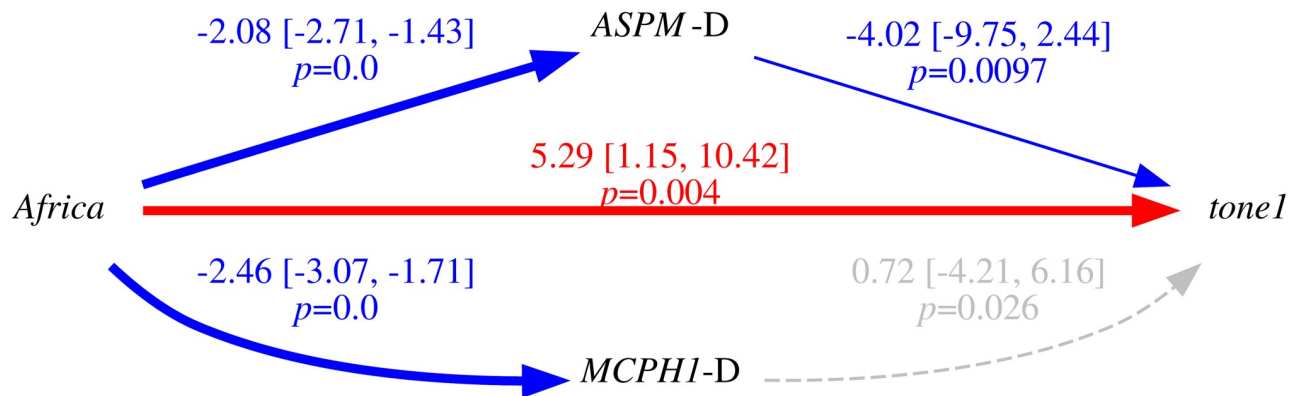 -2.08 [-2.71, -1.43]
p=0.0
ASPM-D
-4.02 [-9.75, 2.44]
p=0.0097
5.29 [1.15, 10.42]
p=0.004
Africa
tone1
-2.46 [-3.07, -1.71]
p=0.0
0.72 [-4.21, 6.16]
p=0.026
MCPH1-D